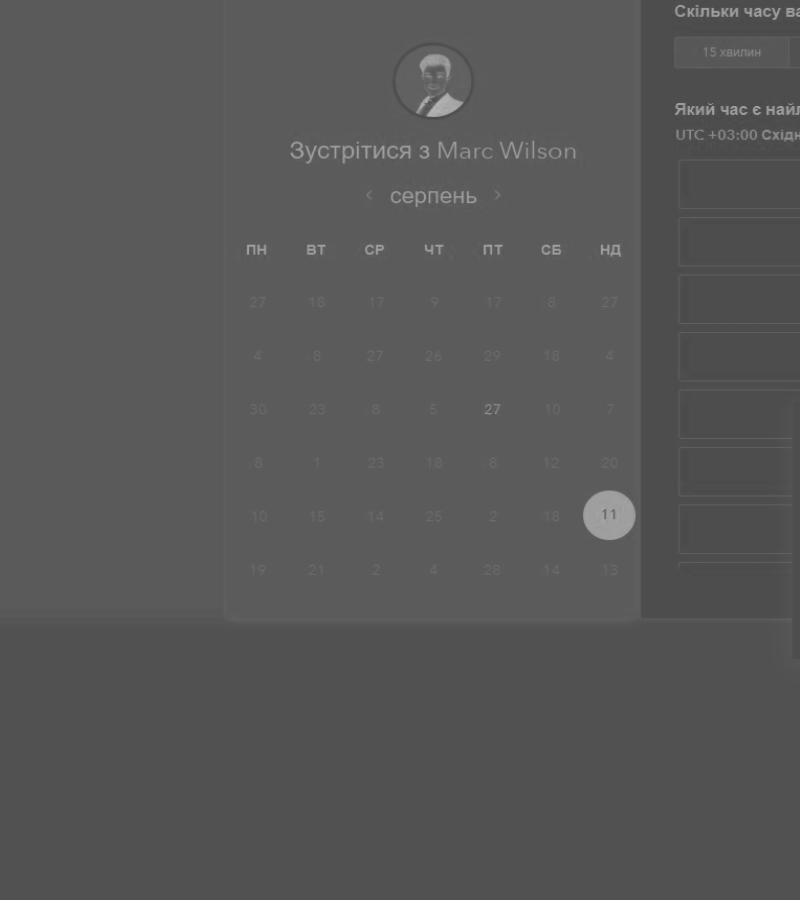 Скільки часу ва
15 хвилин
Який час є найл
UTC +03:00 Східн
Зустрітися з Marc Wilson
серпень
ПН ВТ СР ЧТ ПТ СБ НД
27 18 17 9 17 8 27
4 8 27 26 29 18 4
30 23 8 5 27 10 7
8 1 23 18 8 12 20
10 15 14 25 2 18 11
19 21 2 4 28 14 13